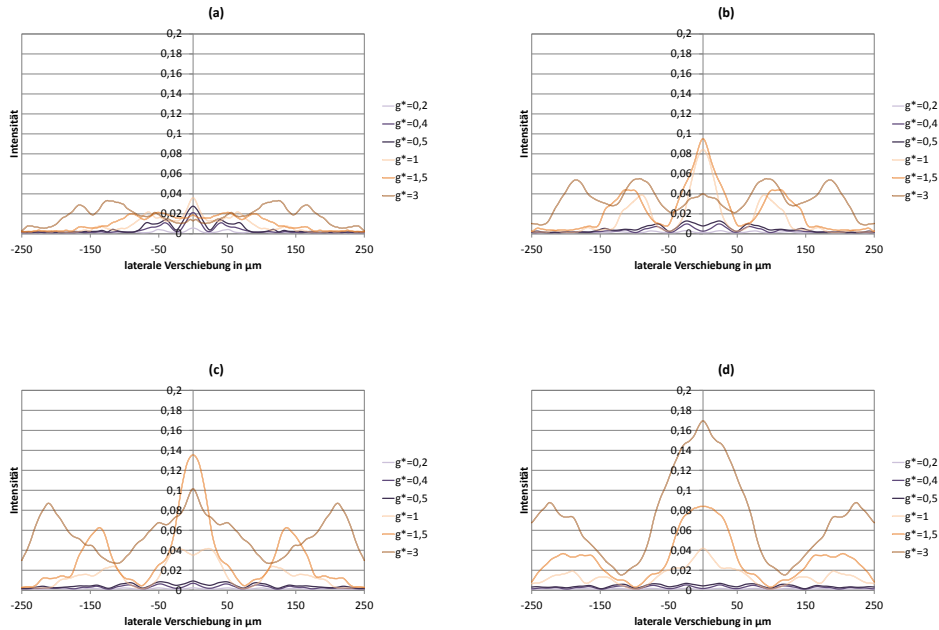 (a)
0,2
0,18
0,16
0,14
0,12
0,1
0,08
0,06
0,04
0,02
0
-250 -150 -50 50 150 250
Intensität
laterale Verschiebung in µm
g*=0,2
g*=0,4
g*=0,5
g*=1
g*=1,5
g*=3
(b)
0,2
0,18
0,16
0,14
0,12
0,1
0,08
0,06
0,04
0,02
0
-250 -150 -50 50 150 250
Intensität
laterale Verschiebung in µm
g*=0,2
g*=0,4
g*=0,5
g*=1
g*=1,5
g*=3
(c)
0,2
0,18
0,16
0,14
0,12
0,1
0,08
0,06
0,04
0,02
0
-250 -150 -50 50 150 250
Intensität
laterale Verschiebung in µm
g*=0,2
g*=0,4
g*=0,5
g*=1
g*=1,5
g*=3
(d)
0,2
0,18
0,16
0,14
0,12
0,1
0,08
0,06
0,04
0,02
0
-250 -150 -50 50 150 250
Intensität
laterale Verschiebung in µm
g*=0,2
g*=0,4
g*=0,5
g*=1
g*=1,5
g*=3